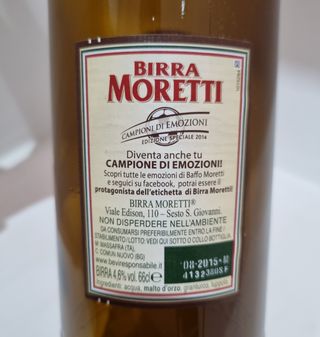 BIRRA
MORETTI
CAMPIONI DI EMOZIONI
EDIZIONE SPECIALE 2014
Diventa anche tu
CAMPIONE DI EMOZIONI!
Scopri tutte le emozioni di Baffo Moretti
e seguici su facebook, potrai essere il
protagonista dell'etichetta di Birra Moretti!
BIRRA MORETTI®
Viale Edison, 110 – Sesto S. Giovanni.
NON DISPERDERE NELL'AMBIENTE
DA CONSUMARSI PREFERIBILMENTE ENTRO LA FINE -
STABILIMENTO / LOTTO: VEDI QUI SOTTO O COLLO BOTTIGLIA.
M: MASSAFRA (TA),
C: COMUN NUOVO (BG)
www.beviresponsabile.it
BIRRA 4,6% vol. 66cl e
08-2015-M
Ingredienti: acqua, malto d'orzo, granturco, luppolo.